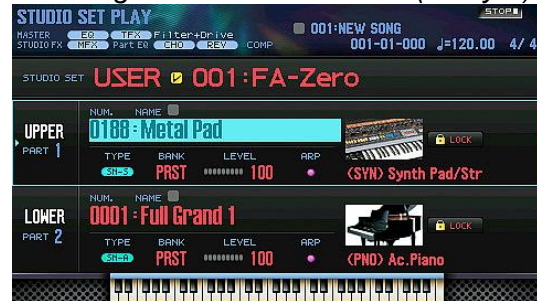 STUDIO SET PLAY
STOP
MASTER EQ TFX Filter+Drive
STUDIO FX MFX Part EQ CHO REV COMP
001:NEW SONG
001-01-000 ♩=120.00 4/4
STUDIO SET USER 001:FA-Zero
UPPER
PART 1
NUM. NAME
0188:Metal Pad
LOCK
TYPE BANK LEVEL ARP
SN-S PRST 100
(SYN) Synth Pad/Str
LOWER
PART 2
NUM. NAME
0001:Full Grand 1
LOCK
TYPE BANK LEVEL ARP
SN-A PRST 100
(PNO) Ac.Piano